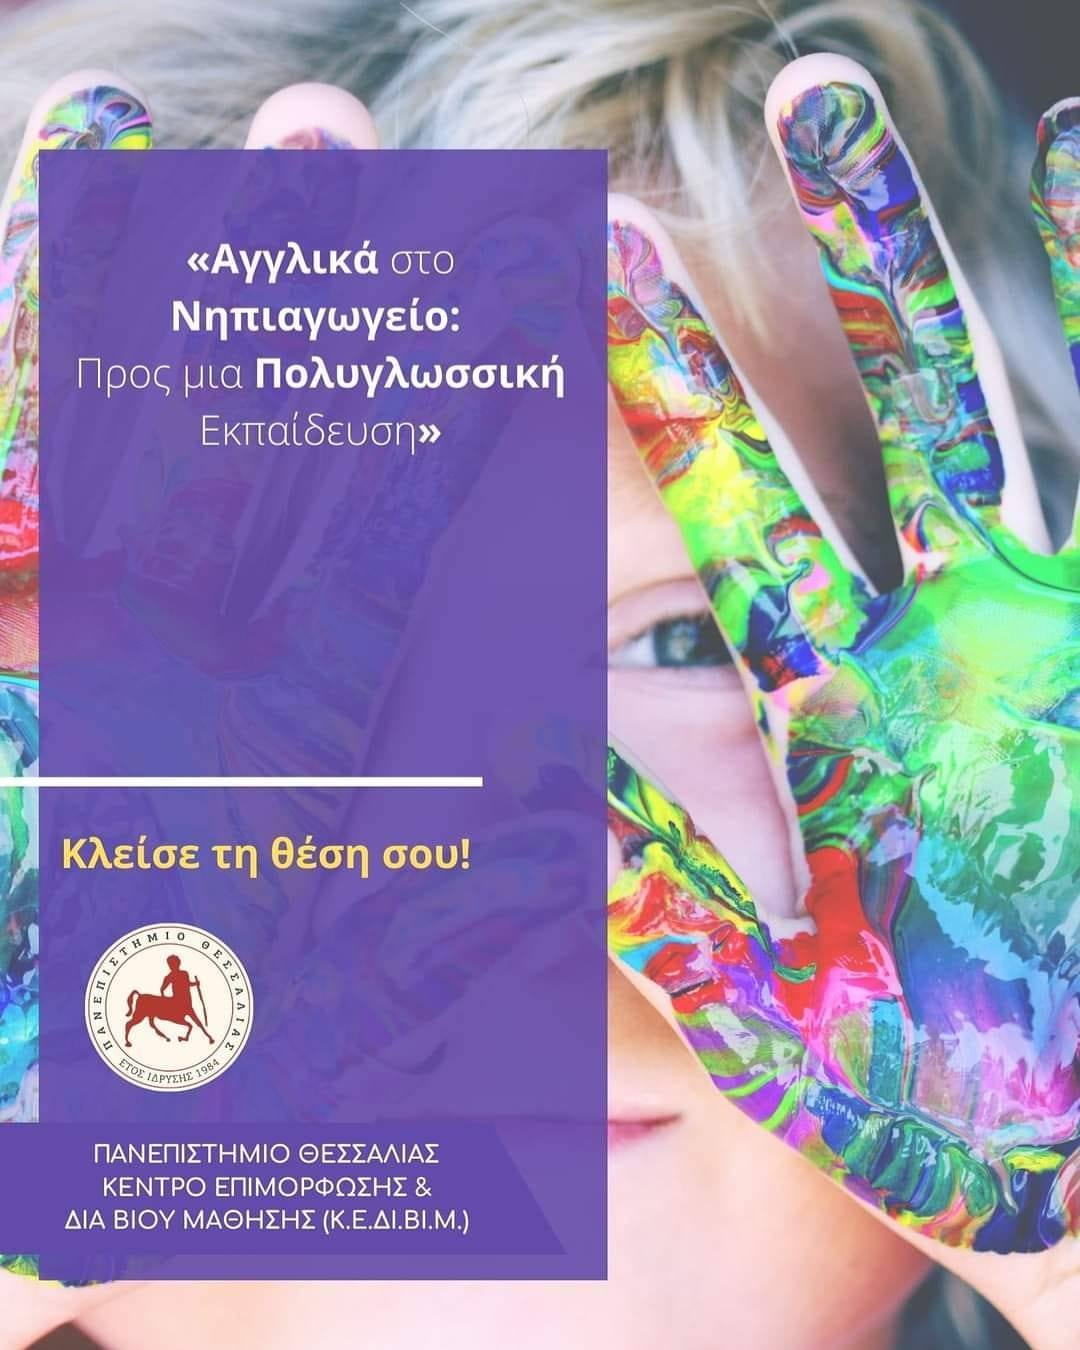 «Αγγλικά στο
Νηπιαγωγείο:
Προς μια Πολυγλωσσική
Εκπαίδευση»
Κλείσε τη θέση σου!
ΠΑΝΕΠΙΣΤΗΜΙΟ ΘΕΣΣΑΛΙΑΣ
ΕΤΟΣ ΙΔΡΥΣΗΣ 1984
ΠΑΝΕΠΙΣΤΗΜΙΟ ΘΕΣΣΑΛΙΑΣ
ΚΕΝΤΡΟ ΕΠΙΜΟΡΦΩΣΗΣ &
ΔΙΑ ΒΙΟΥ ΜΑΘΗΣΗΣ (Κ.Ε.ΔΙ.ΒΙ.Μ.)